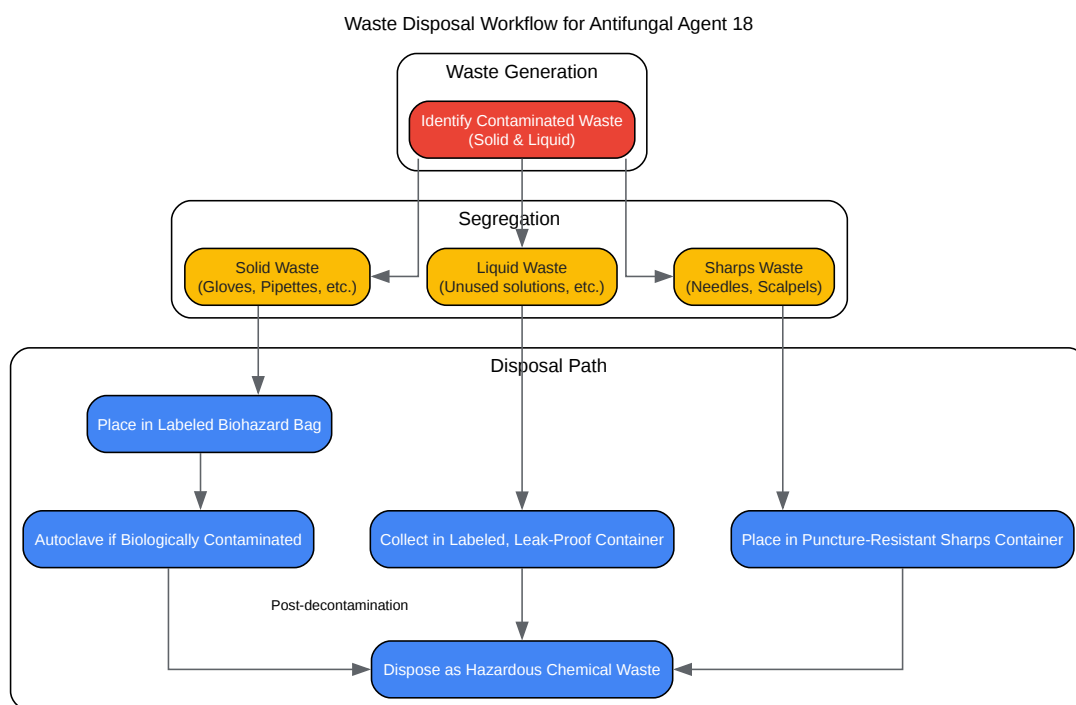 Waste Disposal Workflow for Antifungal Agent 18
Waste Generation
Identify Contaminated Waste
(Solid & Liquid)
Segregation
Solid Waste
(Gloves, Pipettes, etc.)
Liquid Waste
(Unused solutions, etc.)
Sharps Waste
(Needles, Scalpels)
Disposal Path
Place in Labeled Biohazard Bag
Autoclave if Biologically Contaminated
Collect in Labeled, Leak-Proof Container
Place in Puncture-Resistant Sharps Container
Post-decontamination
Dispose as Hazardous Chemical Waste